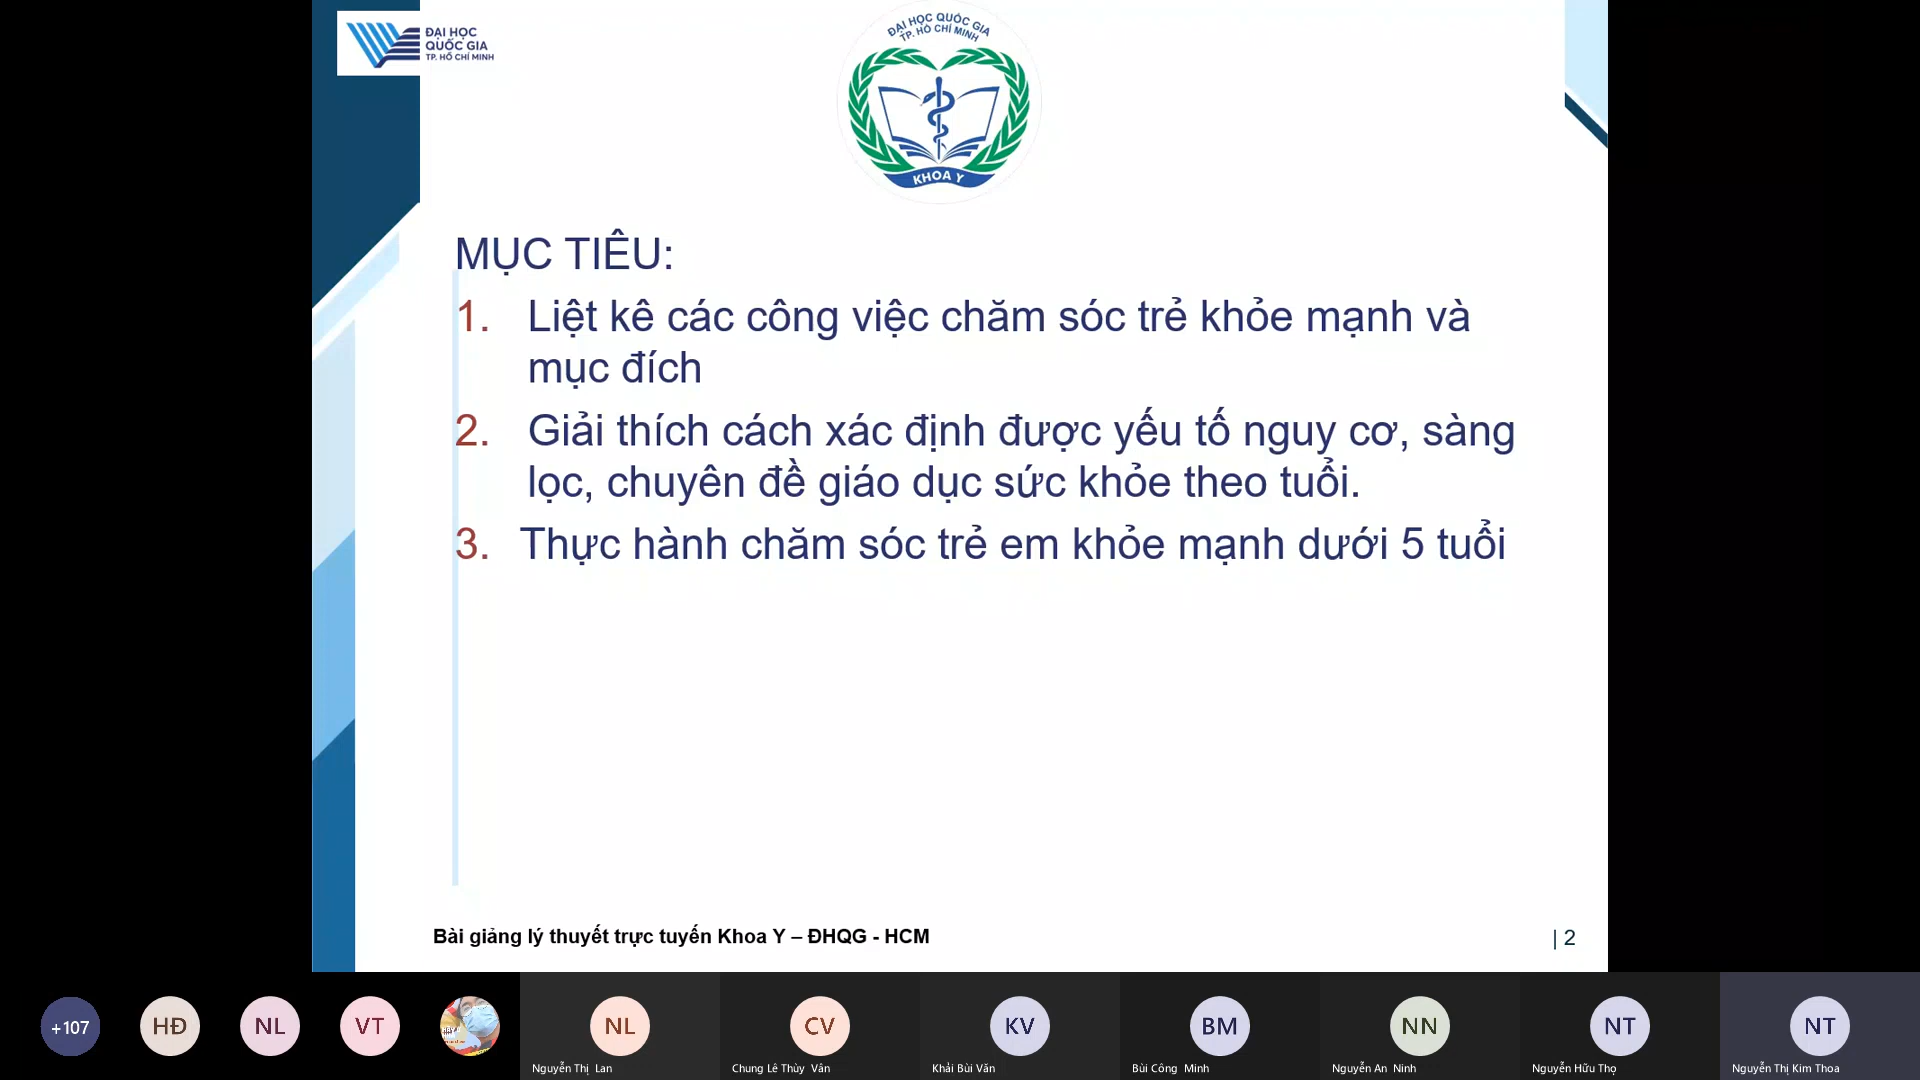 ĐẠI HỌC
QUỐC GIA
TP. HỒ CHÍ MINH
ĐẠI HỌC QUỐC GIA
TP. HỒ CHÍ MINH
KHOA Y
MỤC TIÊU:
1. Liệt kê các công việc chăm sóc trẻ khỏe mạnh và
mục đích
2. Giải thích cách xác định được yếu tố nguy cơ, sàng
lọc, chuyên đề giáo dục sức khỏe theo tuổi.
3. Thực hành chăm sóc trẻ em khỏe mạnh dưới 5 tuổi
Bài giảng lý thuyết trực tuyến Khoa Y – ĐHQG - HCM
| 2
+107
HĐ
NL
VT
NL
CV
KV
BM
NN
NT
NT
Nguyễn Thị Lan
Chung Lê Thùy Vân
Khải Bùi Văn
Bùi Công Minh
Nguyễn An Ninh
Nguyễn Hữu Thọ
Nguyễn Thị Kim Thoa